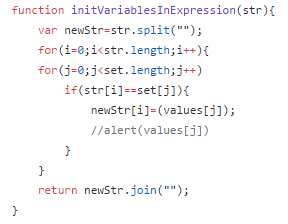 function initVariablesInExpression(str){
    var newStr=str.split("");
    for(i=0;i<str.length;i++){
    for(j=0;j<set.length;j++)
        if(str[i]==set[j]){
            newStr[i]=(values[j]);
            //alert(values[j])
        }
    }
    return newStr.join("");
}